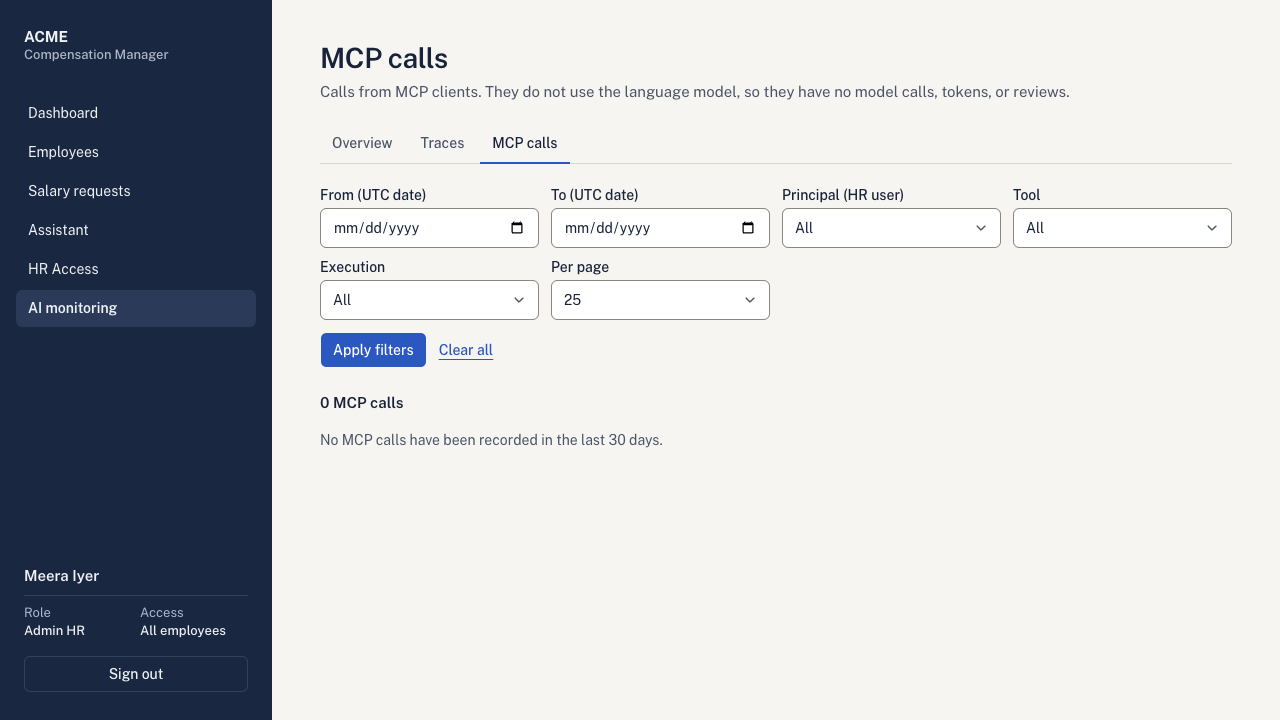 ACME
Compensation Manager
Dashboard
Employees
Salary requests
Assistant
HR Access
AI monitoring
Meera Iyer
Role
Admin HR
Access
All employees
Sign out
MCP calls
Calls from MCP clients. They do not use the language model, so they have no model calls, tokens, or reviews.
Overview
Traces
MCP calls
From (UTC date)
mm/dd/yyyy
To (UTC date)
mm/dd/yyyy
Principal (HR user)
All
Tool
All
Execution
All
Per page
25
Apply filters
Clear all
0 MCP calls
No MCP calls have been recorded in the last 30 days.